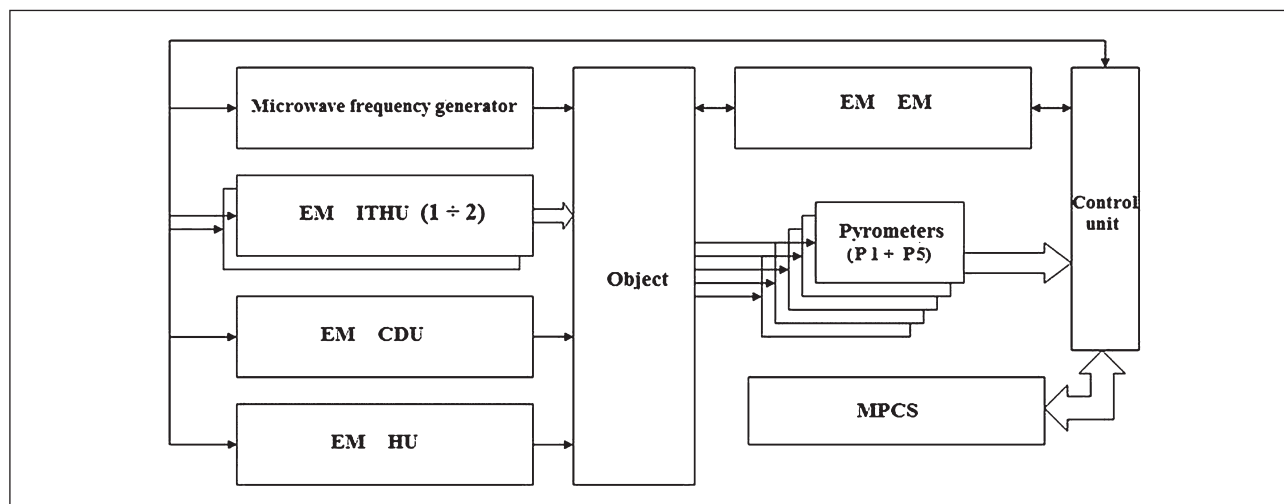 Microwave frequency generator
EM EM
EM ITHU (1 ÷ 2)
Control
unit
Pyrometers
(P 1 + P5)
Object
EM CDU
MPCS
EM HU